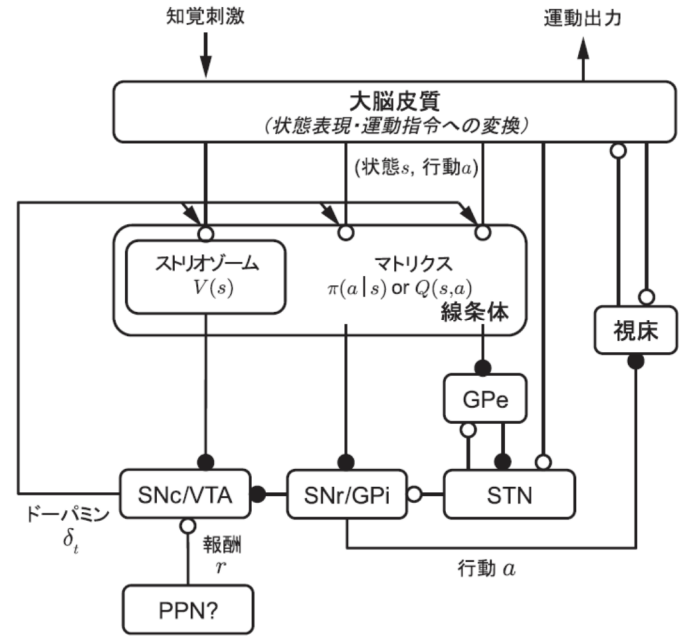 知覚刺激
運動出力
大脳皮質
(状態表現・運動指令への変換)
(状態s, 行動a)
ストリオゾーム
V(s)
マトリクス
π(a|s) or Q(s,a)
線条体
視床
GPe
SNc/VTA
SNr/GPi
STN
ドーパミン
δt
報酬
r
行動 a
PPN?